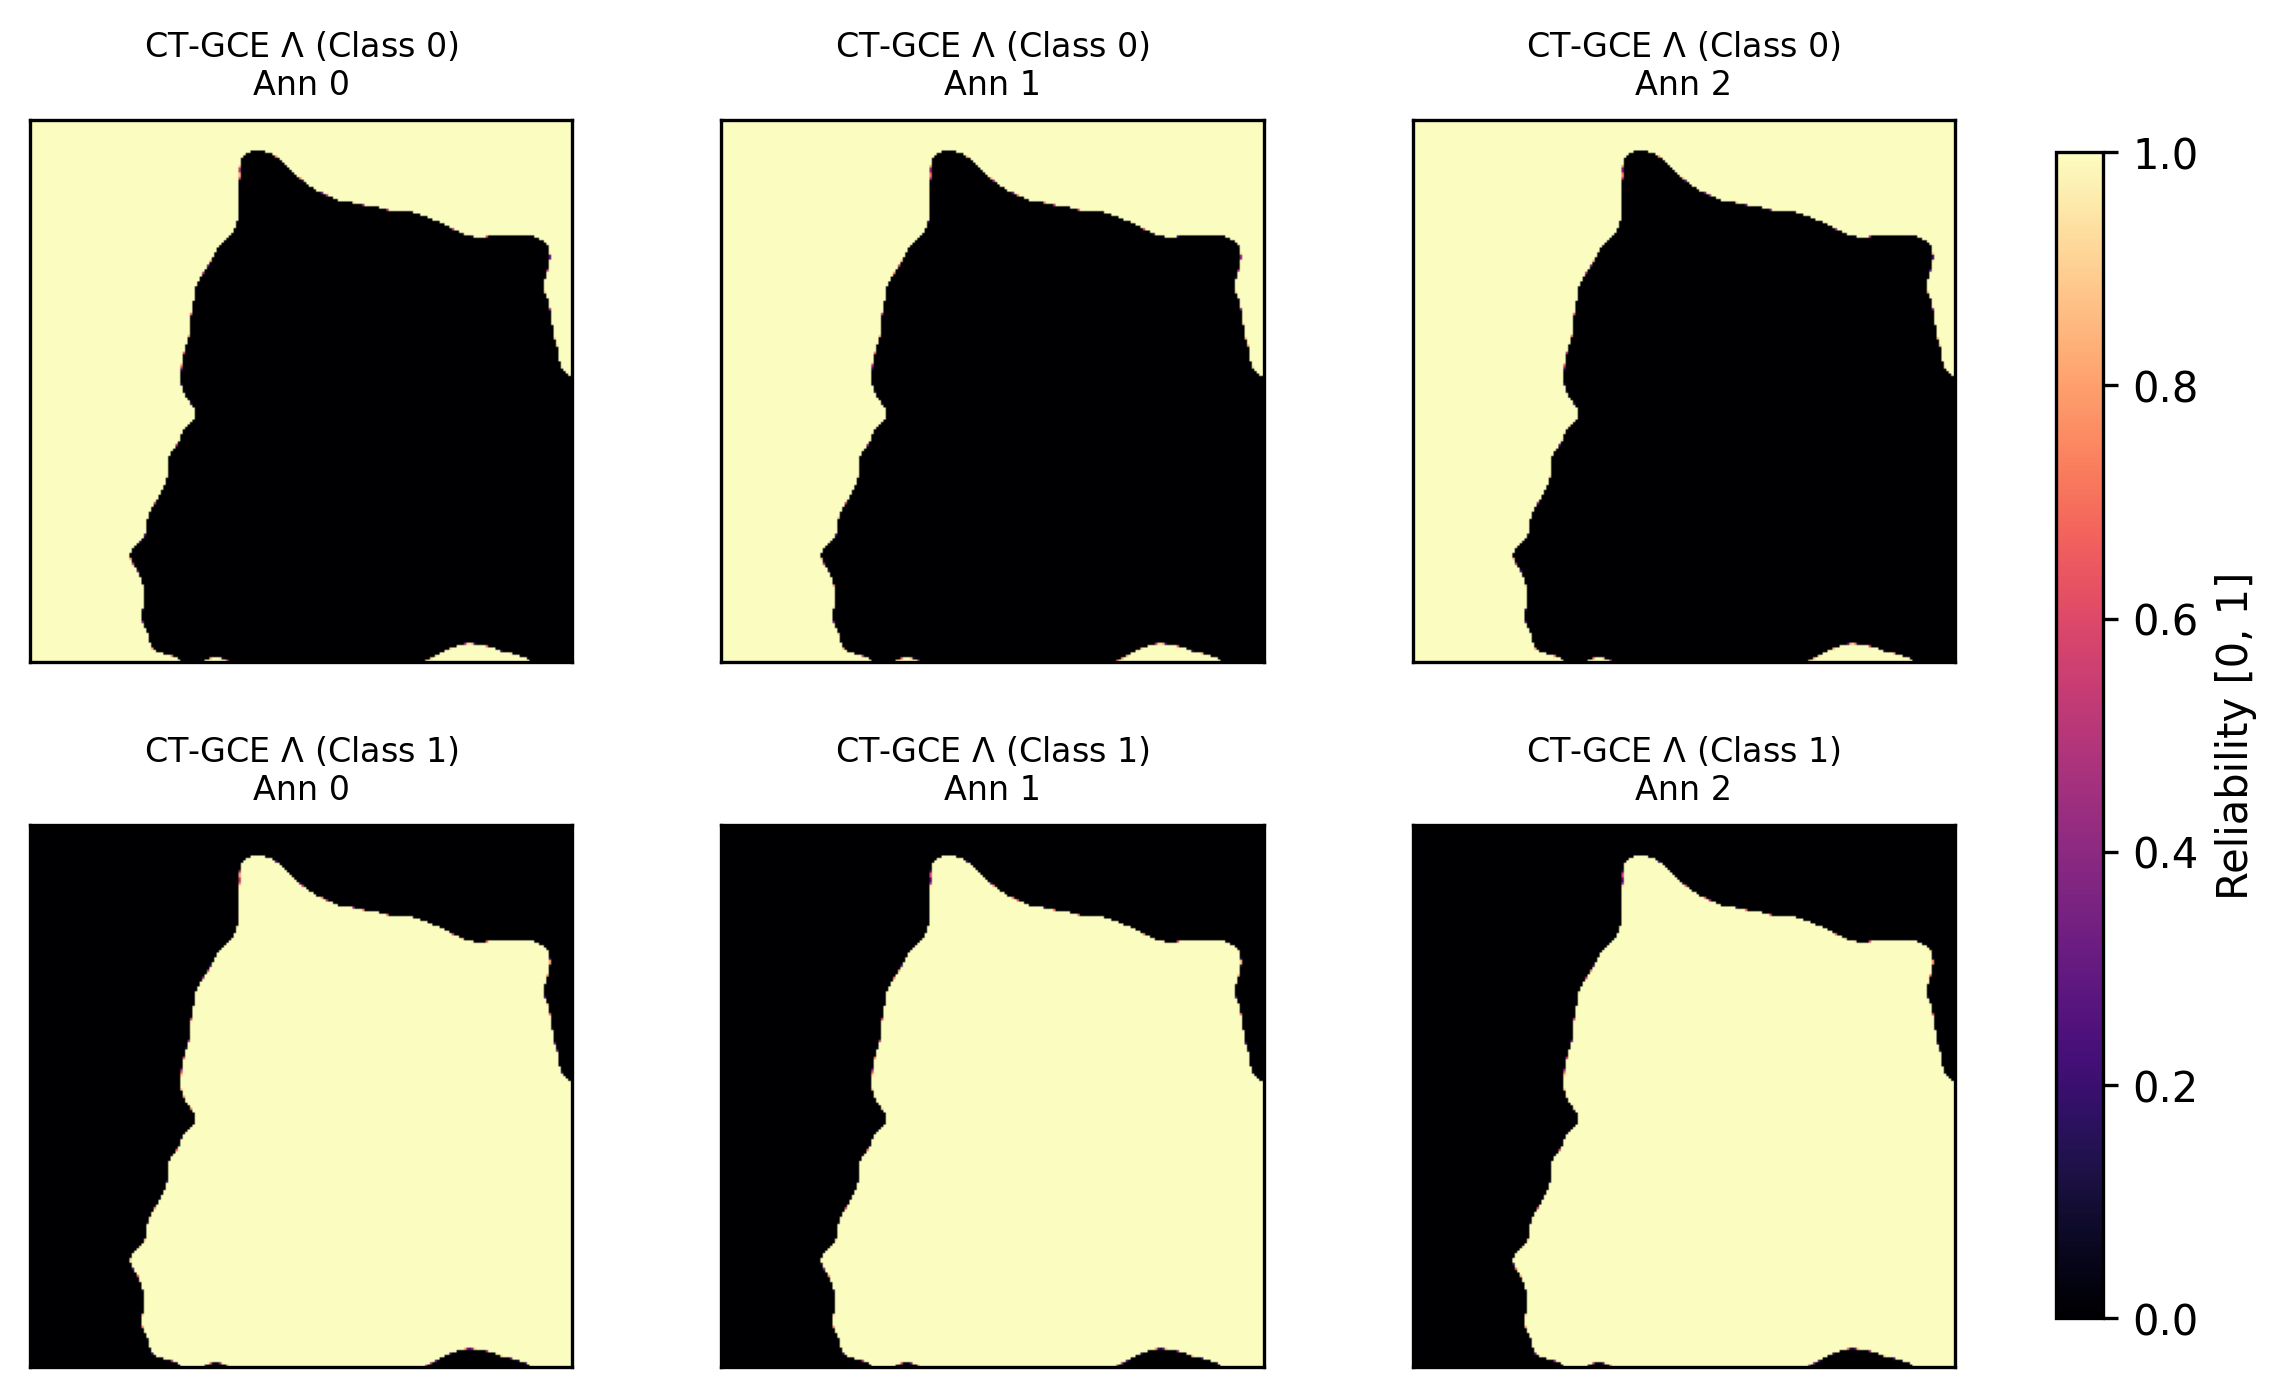 CT-GCE Λ (Class 0)
Ann 0
CT-GCE Λ (Class 0)
Ann 1
CT-GCE Λ (Class 0)
Ann 2
CT-GCE Λ (Class 1)
Ann 0
CT-GCE Λ (Class 1)
Ann 1
CT-GCE Λ (Class 1)
Ann 2
1.0
0.8
0.6
0.4
0.2
0.0
Reliability [0, 1]